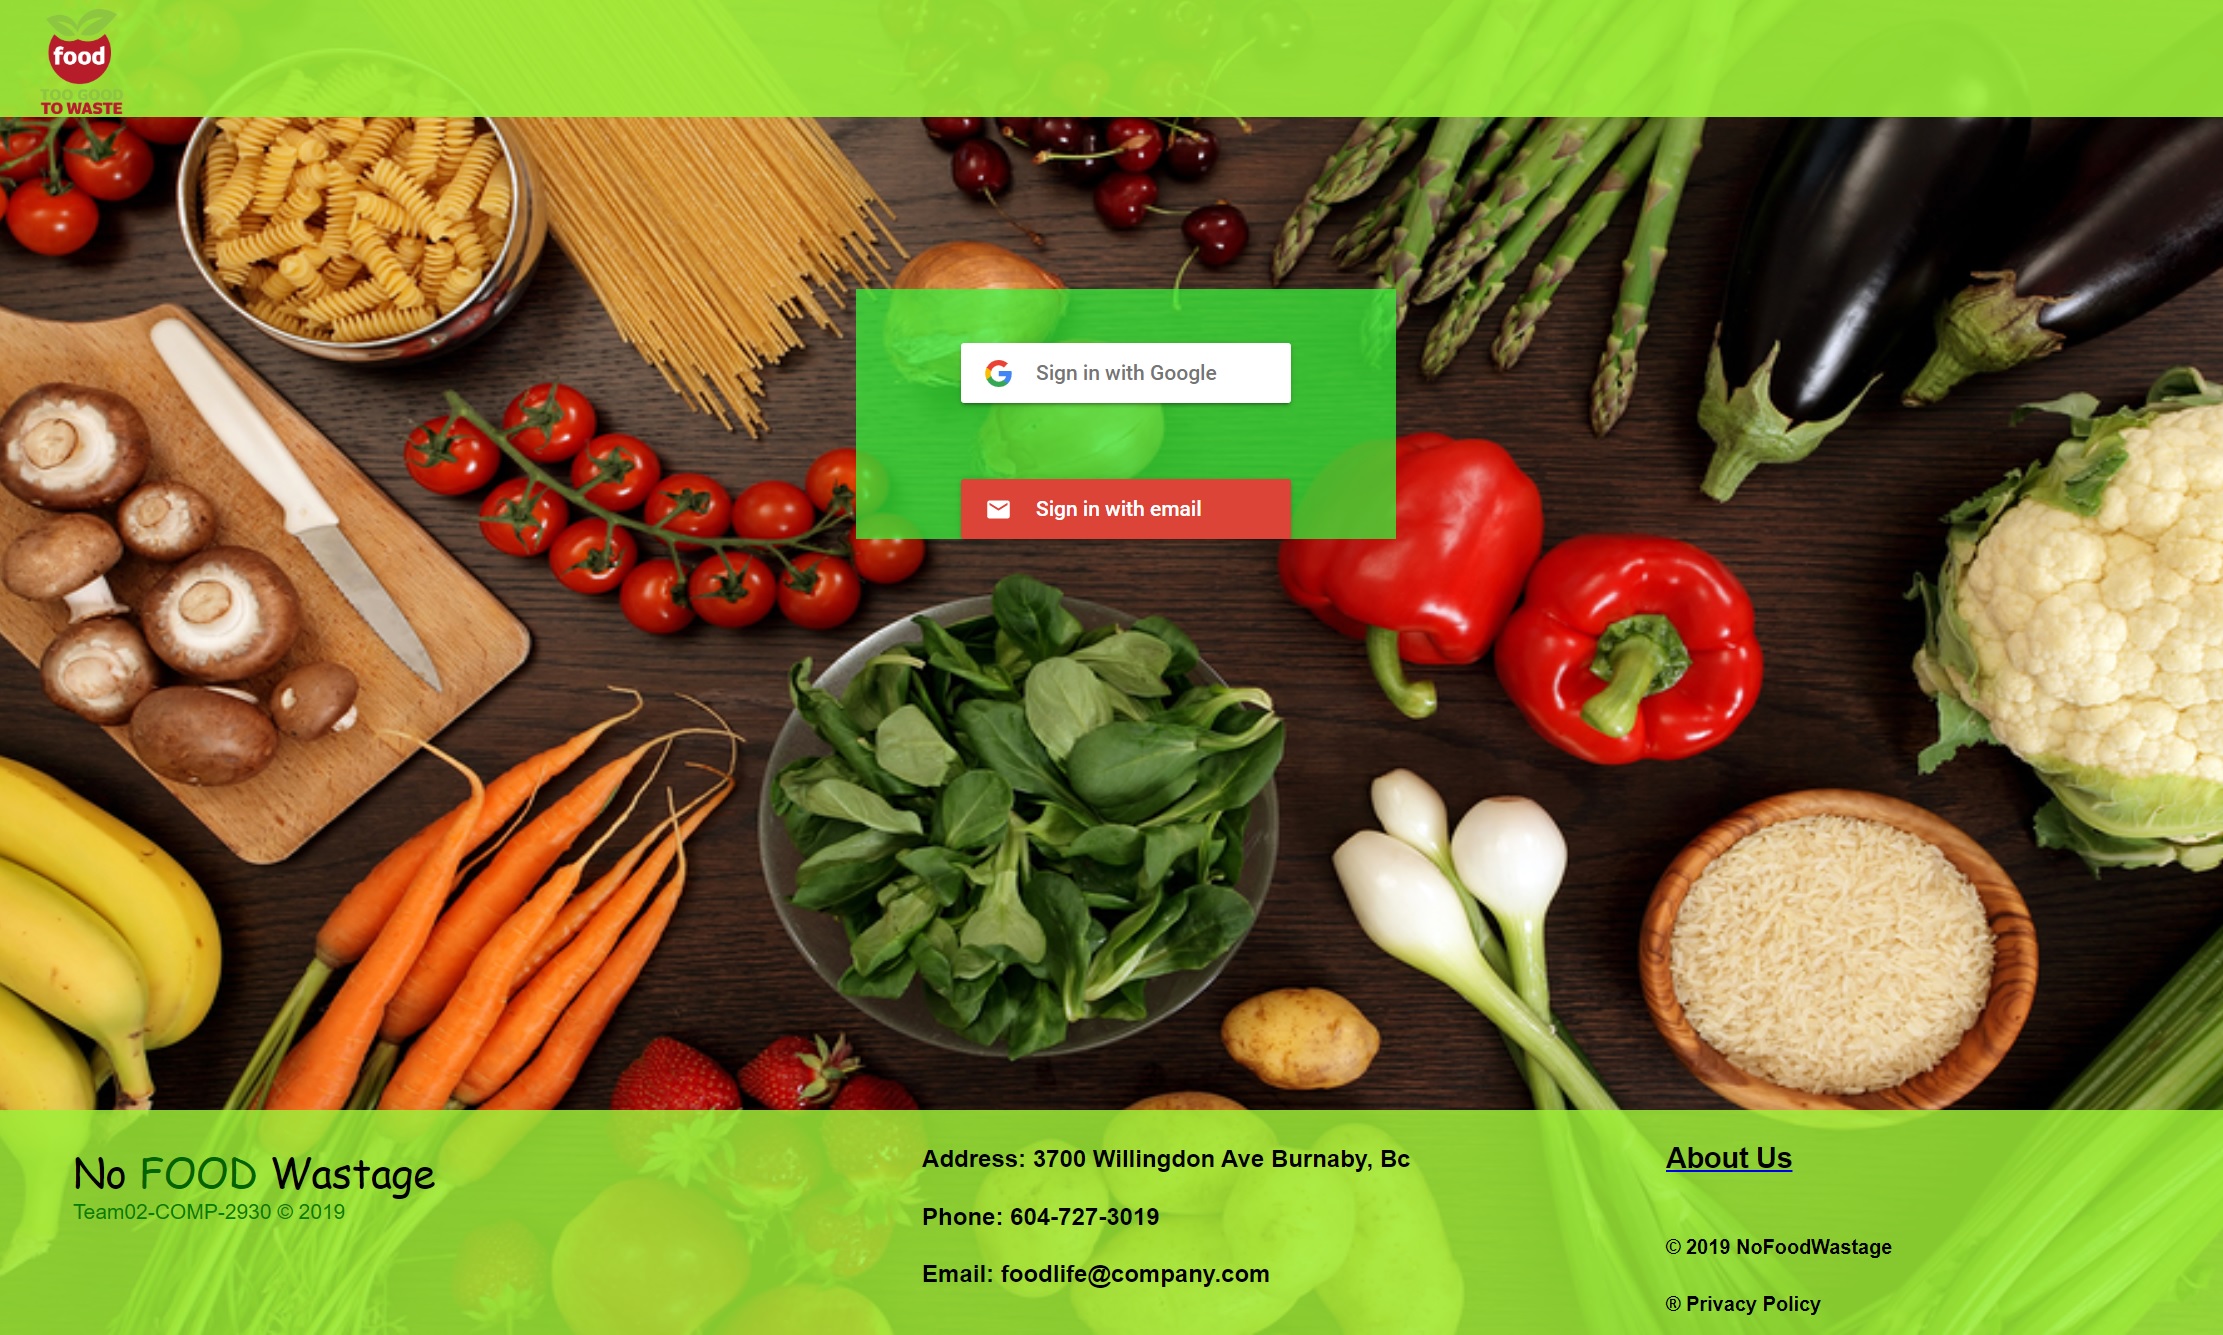 food
TOO GOOD
TO WASTE
Sign in with Google
Sign in with email
No FOOD Wastage
Team02-COMP-2930 © 2019
Address: 3700 Willingdon Ave Burnaby, Bc
Phone: 604-727-3019
Email: foodlife@company.com
About Us
© 2019 NoFoodWastage
® Privacy Policy